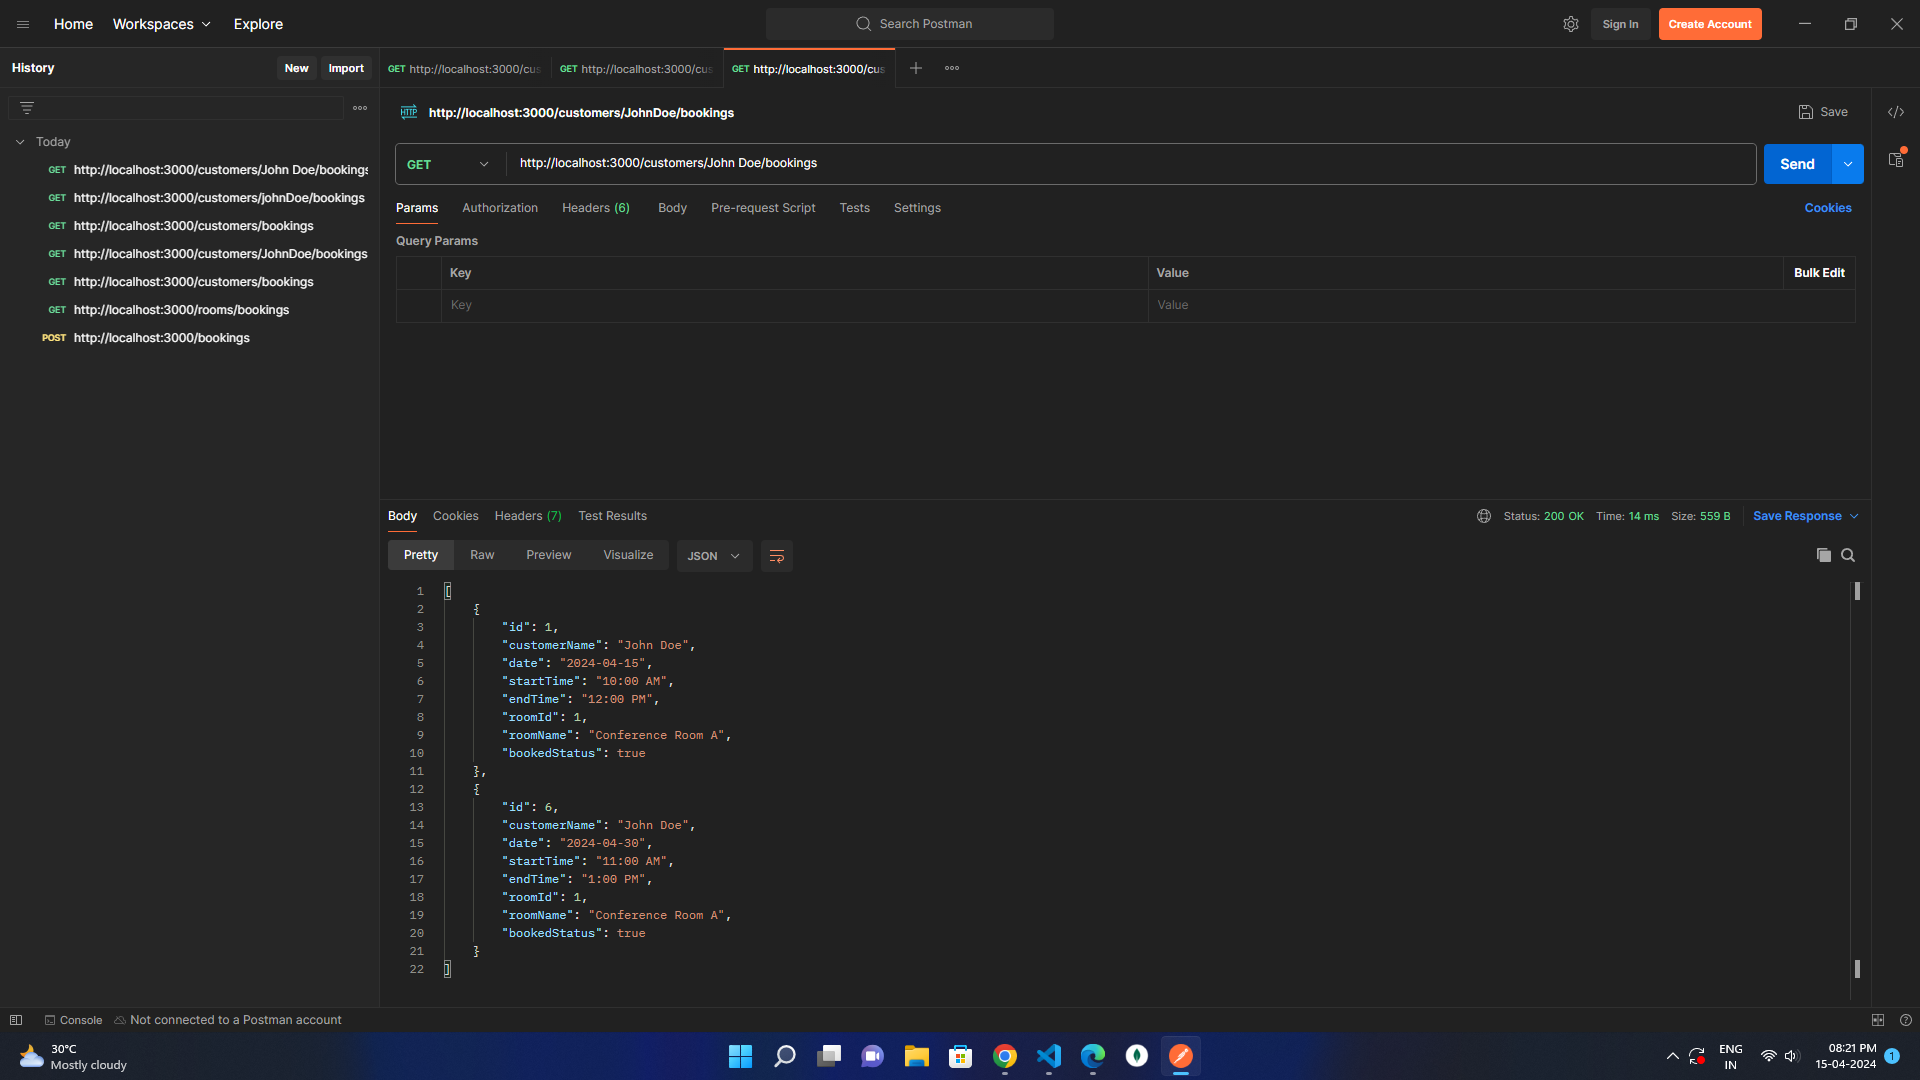 Home Workspaces Explore Search Postman Sign In Create Account
History New Import
GET http://localhost:3000/cus GET http://localhost:3000/cus GET http://localhost:3000/cus
Today
GET http://localhost:3000/customers/John Doe/bookings
GET http://localhost:3000/customers/johnDoe/bookings
GET http://localhost:3000/customers/bookings
GET http://localhost:3000/customers/JohnDoe/bookings
GET http://localhost:3000/customers/bookings
GET http://localhost:3000/rooms/bookings
POST http://localhost:3000/bookings
HTTP http://localhost:3000/customers/JohnDoe/bookings Save
GET http://localhost:3000/customers/John Doe/bookings Send
Params Authorization Headers (6) Body Pre-request Script Tests Settings Cookies
Query Params
Key Value Bulk Edit
Key Value
Body Cookies Headers (7) Test Results Status: 200 OK Time: 14 ms Size: 559 B Save Response
Pretty Raw Preview Visualize JSON
1 [
2 {
3 "id": 1,
4 "customerName": "John Doe",
5 "date": "2024-04-15",
6 "startTime": "10:00 AM",
7 "endTime": "12:00 PM",
8 "roomId": 1,
9 "roomName": "Conference Room A",
10 "bookedStatus": true
11 },
12 {
13 "id": 6,
14 "customerName": "John Doe",
15 "date": "2024-04-30",
16 "startTime": "11:00 AM",
17 "endTime": "1:00 PM",
18 "roomId": 1,
19 "roomName": "Conference Room A",
20 "bookedStatus": true
21 }
22 ]
Console Not connected to a Postman account
30°C
Mostly cloudy
ENG
IN
08:21 PM
15-04-2024
1